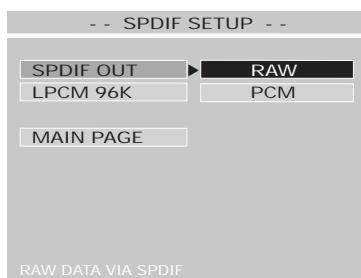 - - SPDIF SETUP - -
SPDIF OUT RAW
LPCM 96K PCM
MAIN PAGE
RAW DATA VIA SPDIF